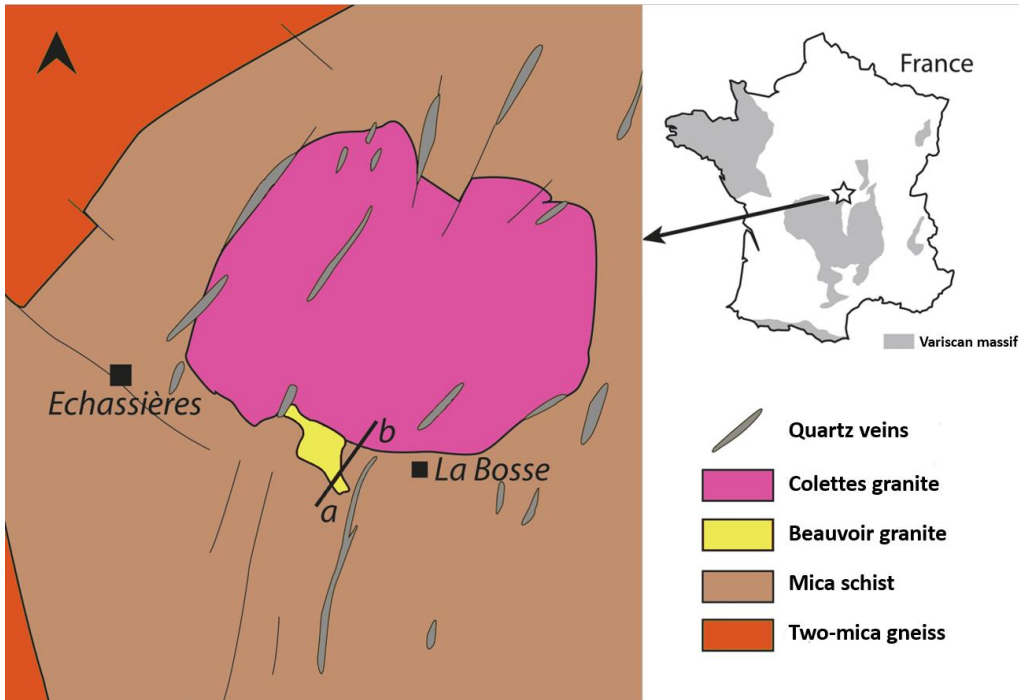 France
Variscan massif
Echassières
b
La Bosse
a
Quartz veins
Colettes granite
Beauvoir granite
Mica schist
Two-mica gneiss